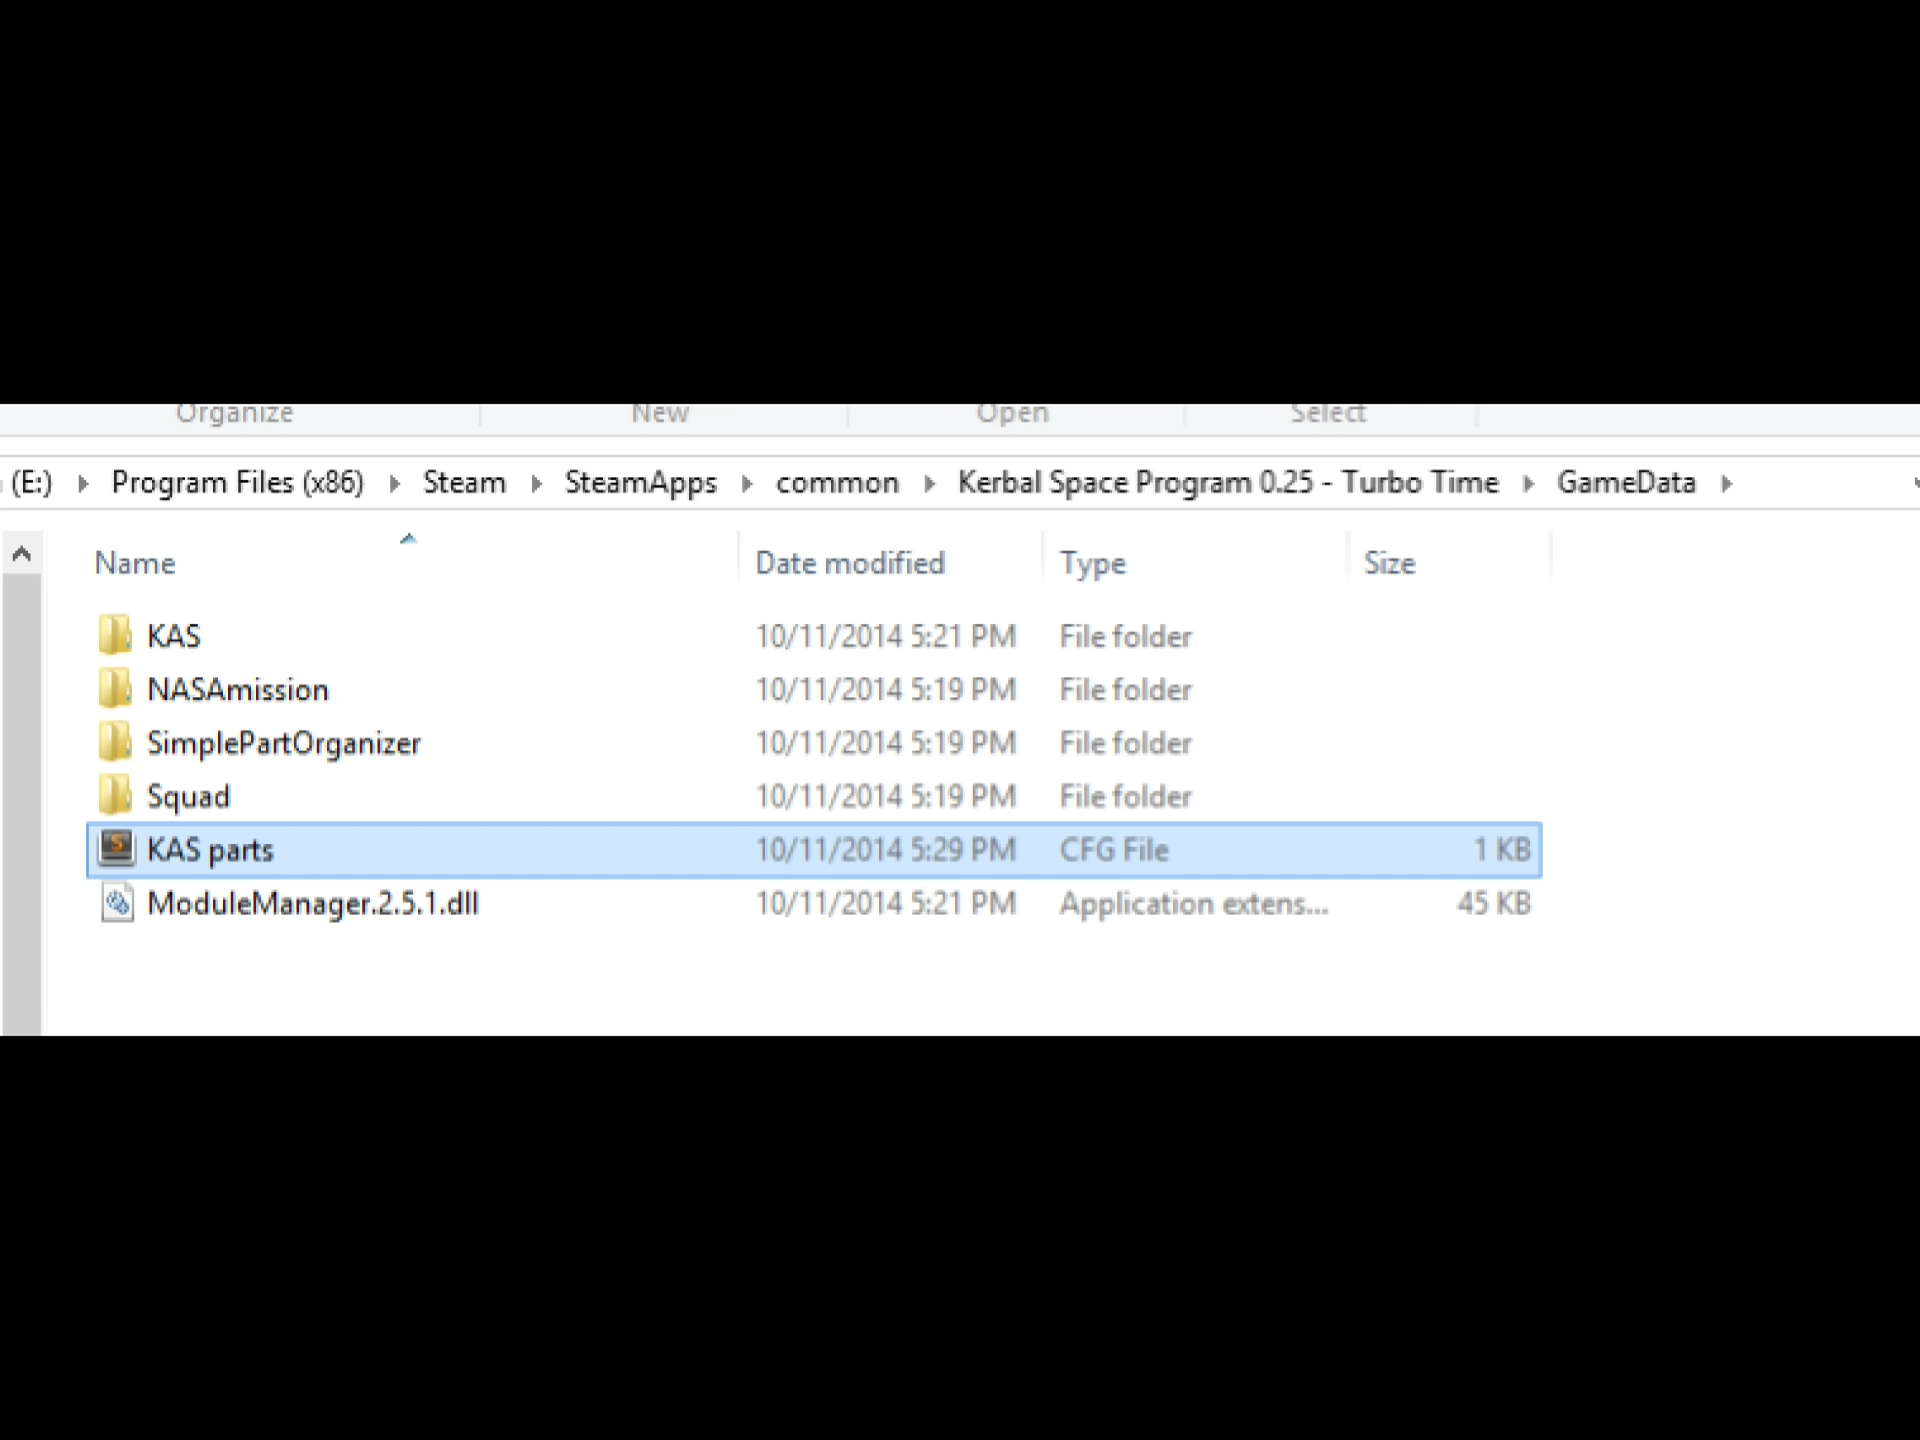 Organize New Open Select
(E:) Program Files (x86) Steam SteamApps common Kerbal Space Program 0.25 - Turbo Time GameData
Name Date modified Type Size
KAS 10/11/2014 5:21 PM File folder
NASAmission 10/11/2014 5:19 PM File folder
SimplePartOrganizer 10/11/2014 5:19 PM File folder
Squad 10/11/2014 5:19 PM File folder
KAS parts 10/11/2014 5:29 PM CFG File 1 KB
ModuleManager.2.5.1.dll 10/11/2014 5:21 PM Application extens... 45 KB